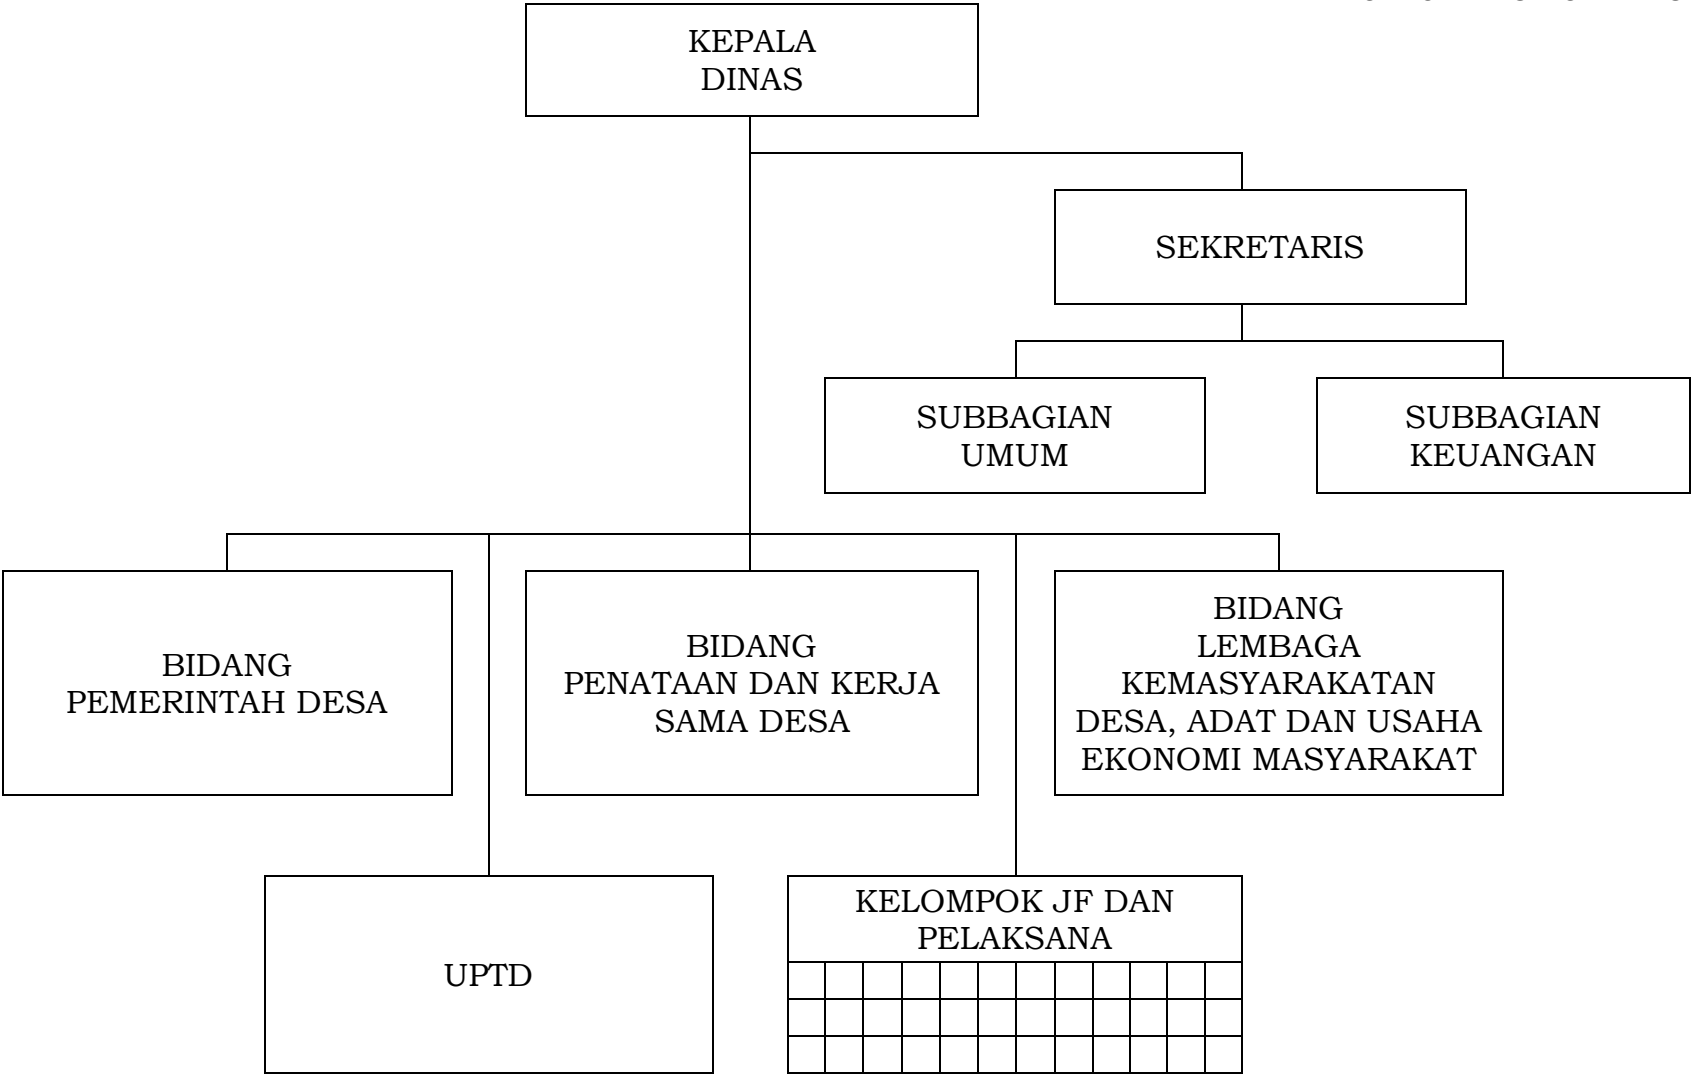 KEPALA
DINAS
SEKRETARIS
SUBBAGIAN
UMUM
SUBBAGIAN
KEUANGAN
BIDANG
PEMERINTAH DESA
BIDANG
PENATAAN DAN KERJA
SAMA DESA
BIDANG
LEMBAGA
KEMASYARAKATAN
DESA, ADAT DAN USAHA
EKONOMI MASYARAKAT
UPTD
KELOMPOK JF DAN
PELAKSANA